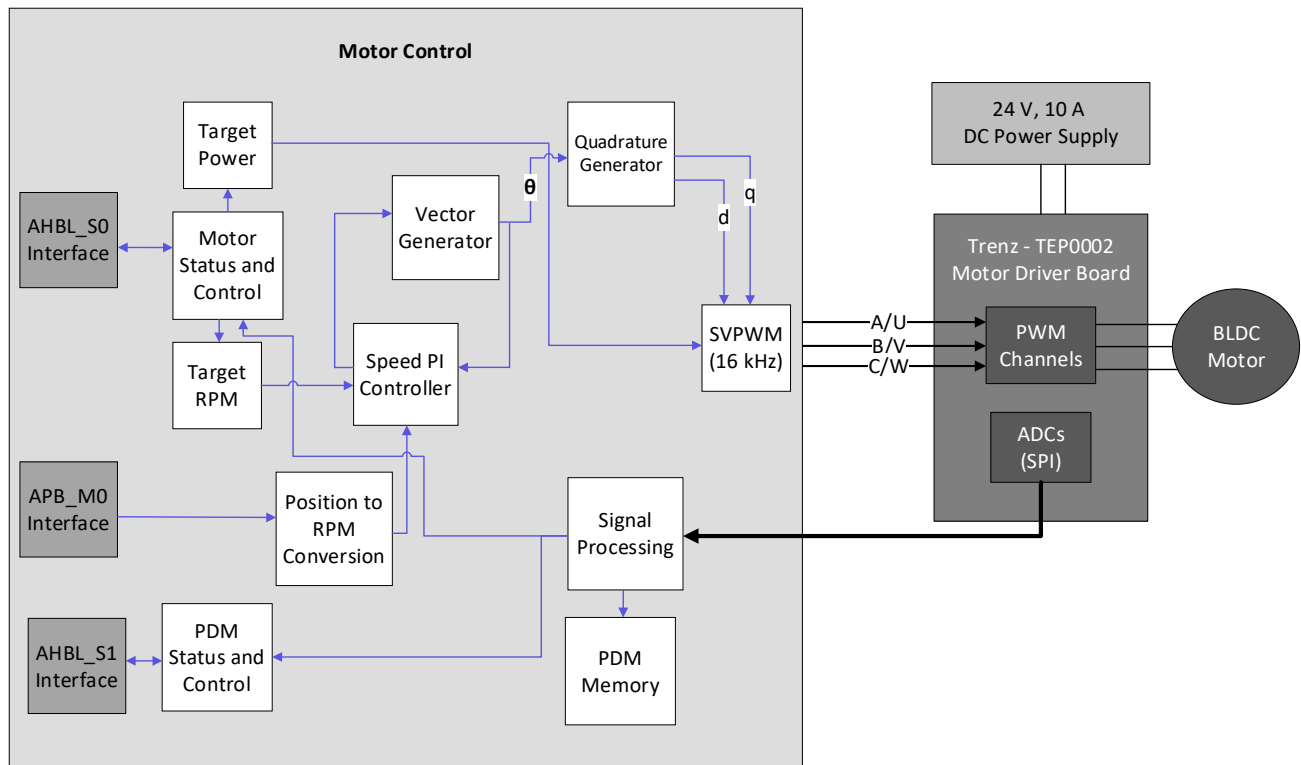 Motor Control
Target
Power
Quadrature
Generator
24 V, 10 A
DC Power Supply
θ
q
d
AHBL_S0
Interface
Motor
Status and
Control
Vector
Generator
Trenz - TEP0002
Motor Driver Board
SVPWM
(16 kHz)
A/U
B/V
C/W
PWM
Channels
BLDC
Motor
Target
RPM
Speed PI
Controller
ADCs
(SPI)
APB_M0
Interface
Position to
RPM
Conversion
Signal
Processing
AHBL_S1
Interface
PDM
Status and
Control
PDM
Memory